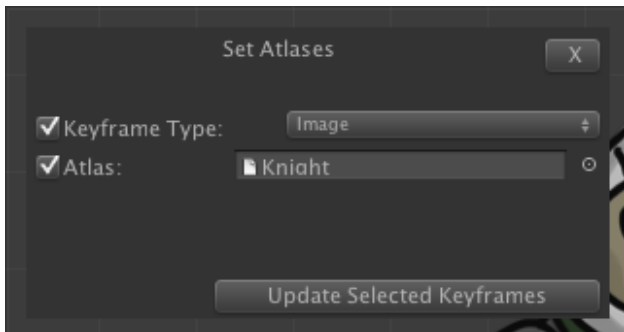 Set Atlases X
Keyframe Type: Image
Atlas: Knight
Update Selected Keyframes